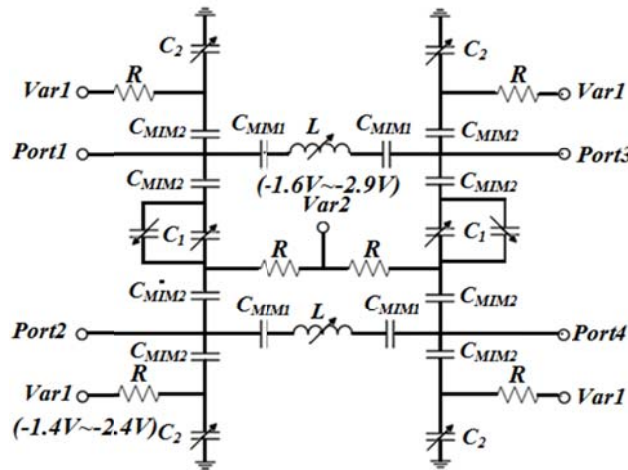 C2 C2
Var1 R R Var1
CMIM2 CMIM1 L CMIM1 CMIM2
Port1 Port3
CMIM2 (-1.6V~-2.9V) CMIM2
Var2
C1 C1
R R
CMIM2 CMIM1 L CMIM1 CMIM2
Port2 Port4
CMIM2 CMIM2
Var1 R R Var1
(-1.4V~-2.4V) C2 C2